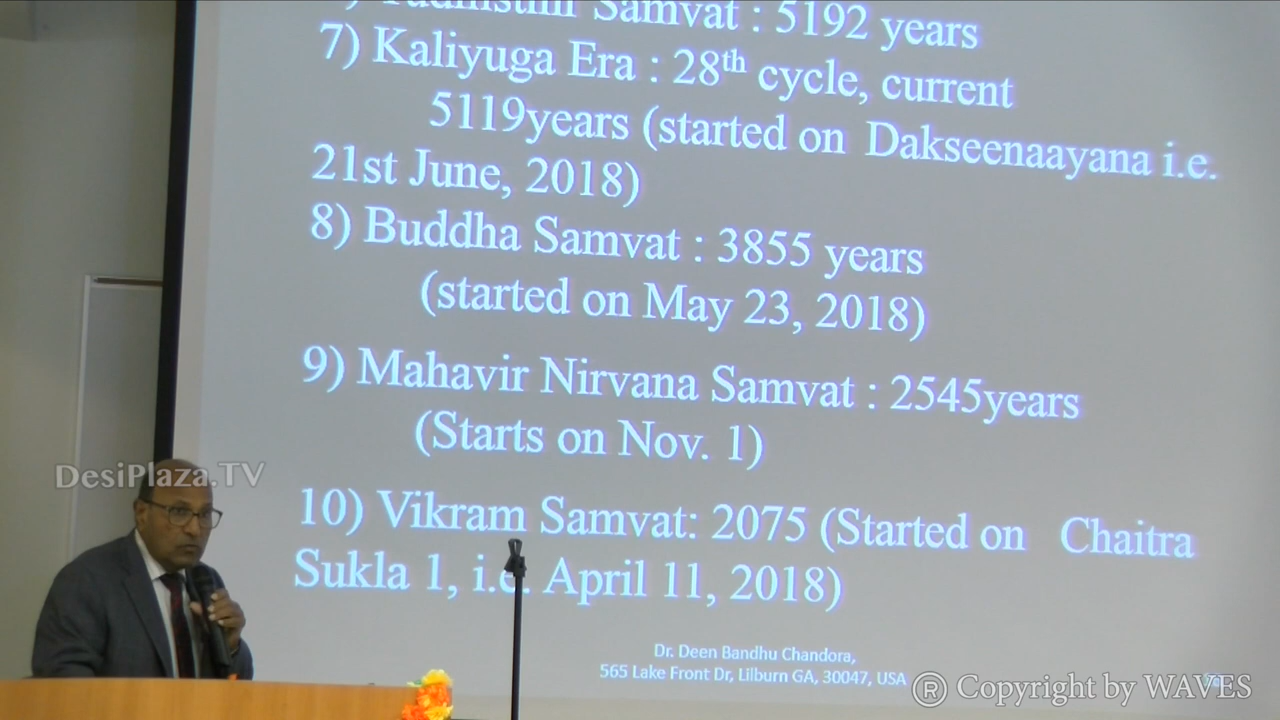 Samvat : 5192 years
7) Kaliyuga Era : 28th cycle, current
5119years (started on Dakseenaayana i.e.
21st June, 2018)
8) Buddha Samvat : 3855 years
(started on May 23, 2018)
9) Mahavir Nirvana Samvat : 2545years
(Starts on Nov. 1)
10) Vikram Samvat: 2075 (Started on Chaitra
Sukla 1, i.e. April 11, 2018)
DesiPlaza.TV
Dr. Deen Bandhu Chandora,
565 Lake Front Dr, Lilburn GA, 30047, USA
® Copyright by WAVES